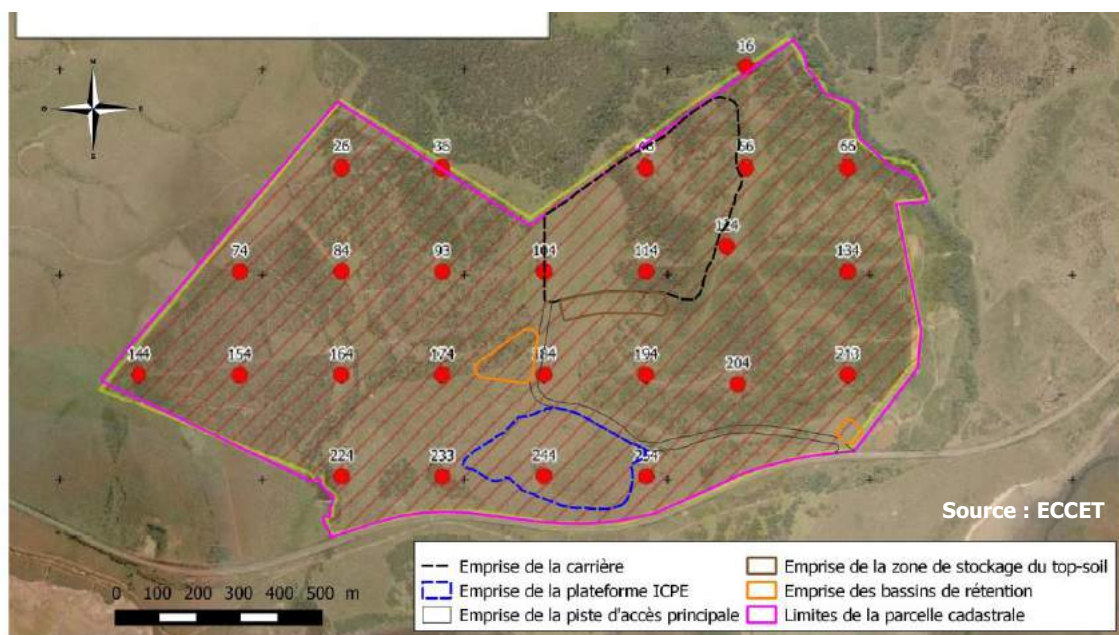 16
26
66
124
74
84
93
104
114
134
144
154
164
174
184
194
204
213
224
233
244
254
N
O
E
S
Source : ECCET
0 100 200 300 400 500 m
Emprise de la carrière
Emprise de la plateforme ICPE
Emprise de la piste d'accès principale
Emprise de la zone de stockage du top-soil
Emprise des bassins de rétention
Limites de la parcelle cadastrale